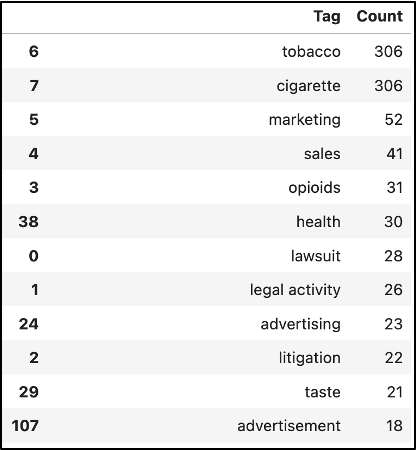 Tag Count
6 tobacco 306
7 cigarette 306
5 marketing 52
4 sales 41
3 opioids 31
38 health 30
0 lawsuit 28
1 legal activity 26
24 advertising 23
2 litigation 22
29 taste 21
107 advertisement 18